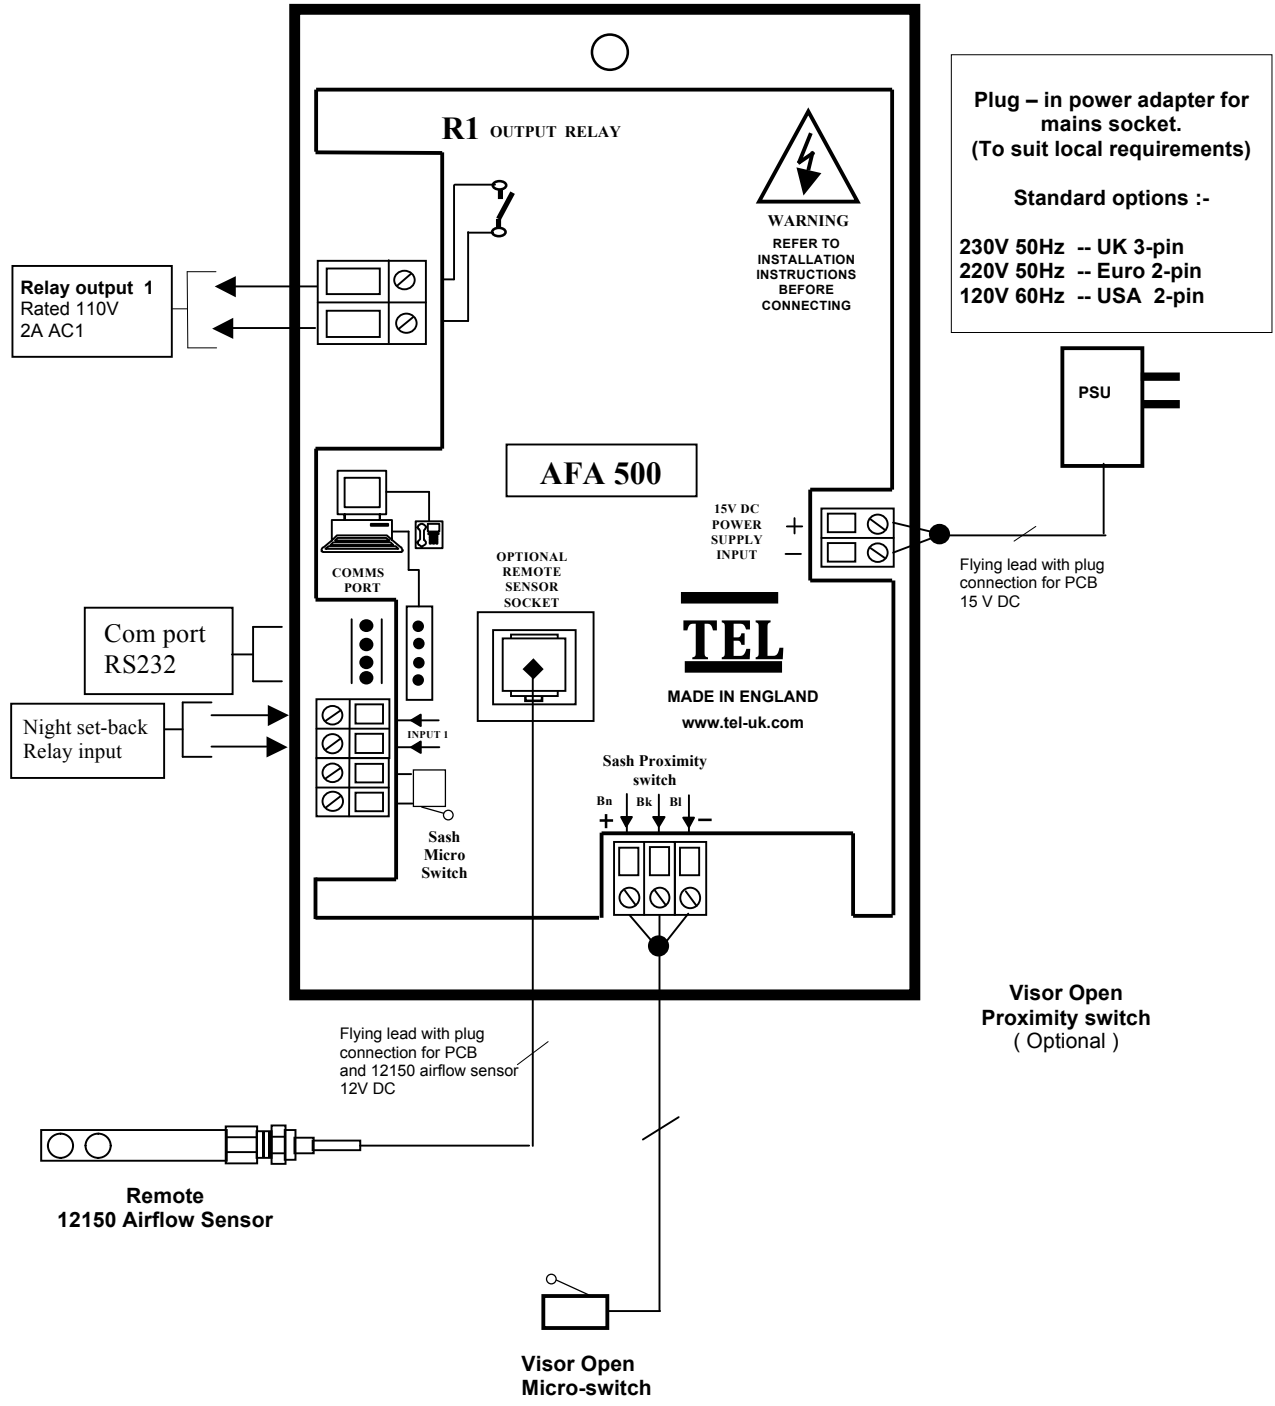 R1 OUTPUT RELAY
WARNING
REFER TO
INSTALLATION
INSTRUCTIONS
BEFORE
CONNECTING
Plug – in power adapter for
mains socket.
(To suit local requirements)
Standard options :-
230V 50Hz -- UK 3-pin
220V 50Hz -- Euro 2-pin
120V 60Hz -- USA 2-pin
Relay output 1
Rated 110V
2A AC1
PSU
AFA 500
15V DC
POWER
SUPPLY
INPUT
+
–
Flying lead with plug
connection for PCB
15 V DC
COMMS
PORT
OPTIONAL
REMOTE
SENSOR
SOCKET
Com port
RS232
TEL
MADE IN ENGLAND
www.tel-uk.com
Night set-back
Relay input
INPUT 1
Sash
Micro
Switch
Sash Proximity
switch
Bn Bk Bl
+ –
Visor Open
Proximity switch
( Optional )
Flying lead with plug
connection for PCB
and 12150 airflow sensor
12V DC
Remote
12150 Airflow Sensor
Visor Open
Micro-switch